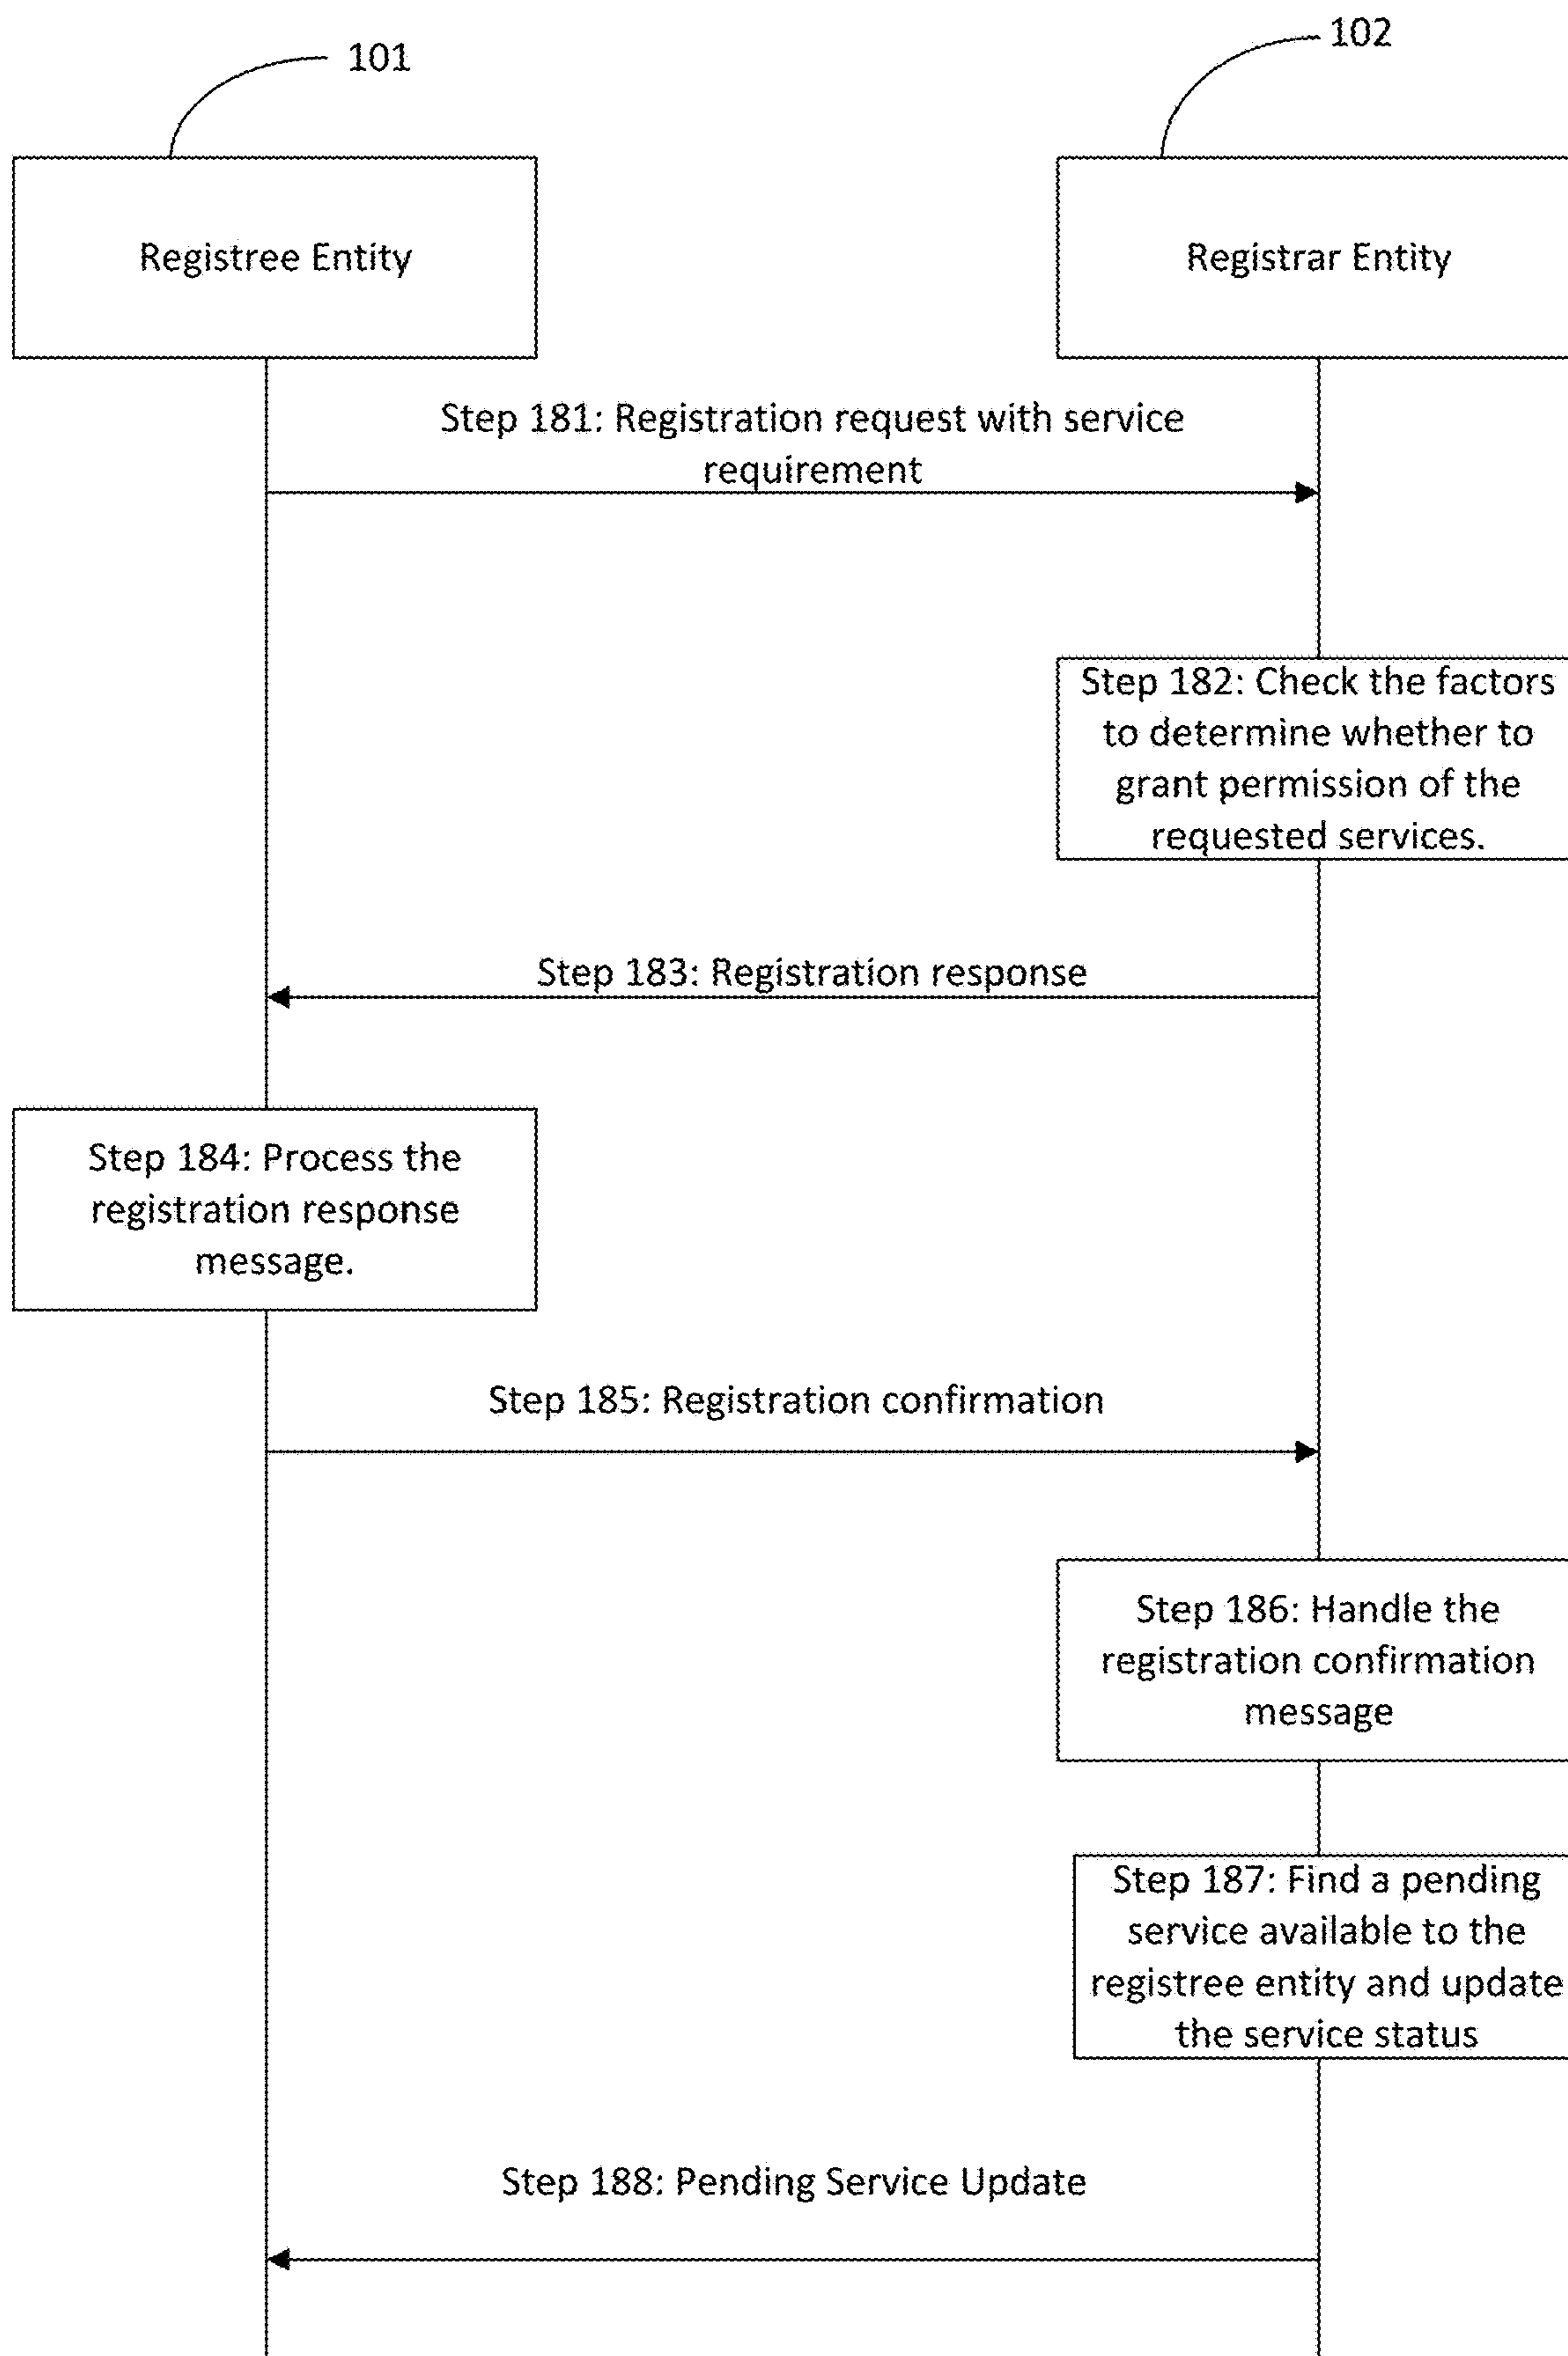 101
102
Registree Entity
Registrar Entity
Step 181: Registration request with service
requirement
Step 182: Check the factors
to determine whether to
grant permission of the
requested services.
Step 183: Registration response
Step 184: Process the
registration response
message.
Step 185: Registration confirmation
Step 186: Handle the
registration confirmation
message
Step 187: Find a pending
service available to the
registree entity and update
the service status
Step 188: Pending Service Update